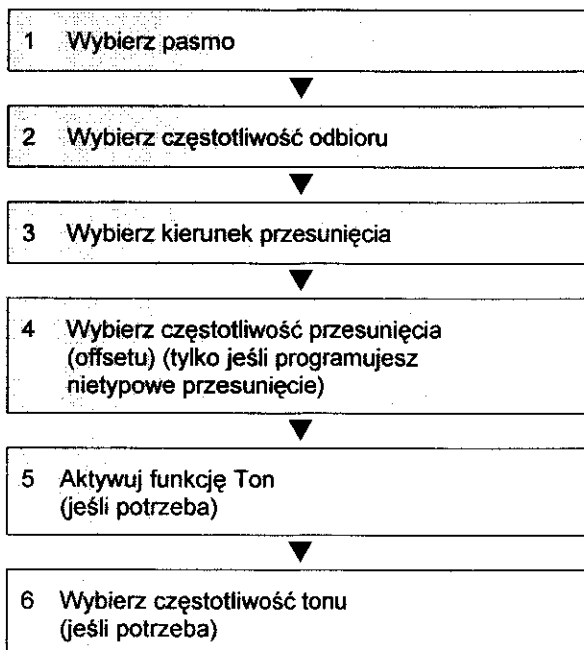 1 Wybierz pasmo
2 Wybierz częstotliwość odbioru
3 Wybierz kierunek przesunięcia
4 Wybierz częstotliwość przesunięcia
(offsetu) (tylko jeśli programujesz
nietypowe przesunięcie)
5 Aktywuj funkcję Ton
(jeśli potrzeba)
6 Wybierz częstotliwość tonu
(jeśli potrzeba)